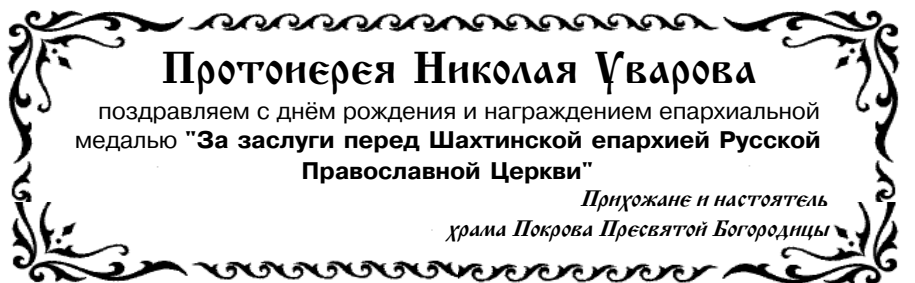 Протоиерея Николая Уварова
поздравляем с днём рождения и награждением епархиальной
медалью "За заслуги перед Шахтинской епархией Русской
Православной Церкви"
Прихожане и настоятель
храма Покрова Пресвятой Богородицы